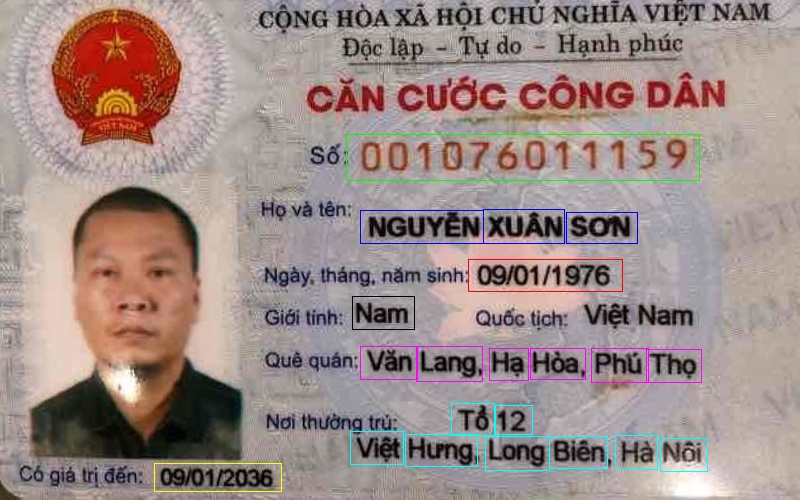 CỘNG HÒA XÃ HỘI CHỦ NGHĨA VIỆT NAM
Độc lập - Tự do - Hạnh phúc
CĂN CƯỚC CÔNG DÂN
Số: 001076011159
Họ và tên:
NGUYỄN XUÂN SƠN
Ngày, tháng, năm sinh: 09/01/1976
Giới tính: Nam Quốc tịch: Việt Nam
Quê quán: Văn Lang, Hạ Hòa, Phú Thọ
Nơi thường trú: Tổ 12
Việt Hưng, Long Biên, Hà Nội
Có giá trị đến: 09/01/2036
VIỆT NAM